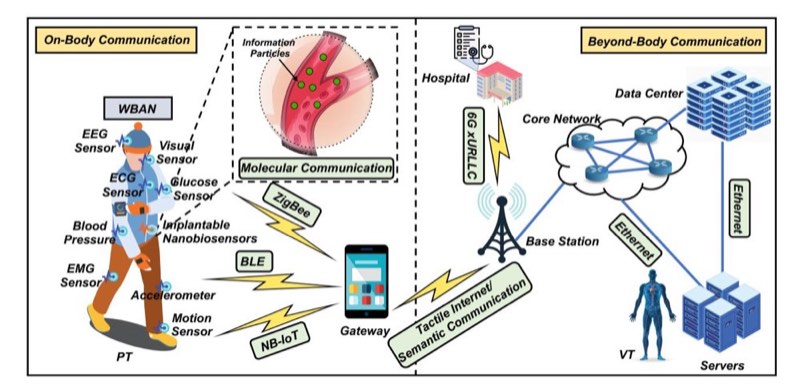 On-Body Communication
WBAN
EEG
Sensor
Visual
Sensor
ECG
Sensor
Glucose
Sensor
Blood
Pressure
Implantable
Nanobiosensors
EMG
Sensor
Accelerometer
Motion
Sensor
PT
Information
Particles
Molecular Communication
ZigBee
BLE
NB-IoT
Gateway
Tactile Internet/
Semantic Communication
Beyond-Body Communication
Hospital
6G xURLLC
Base Station
Core Network
Data Center
Ethernet
Ethernet
VT
Servers